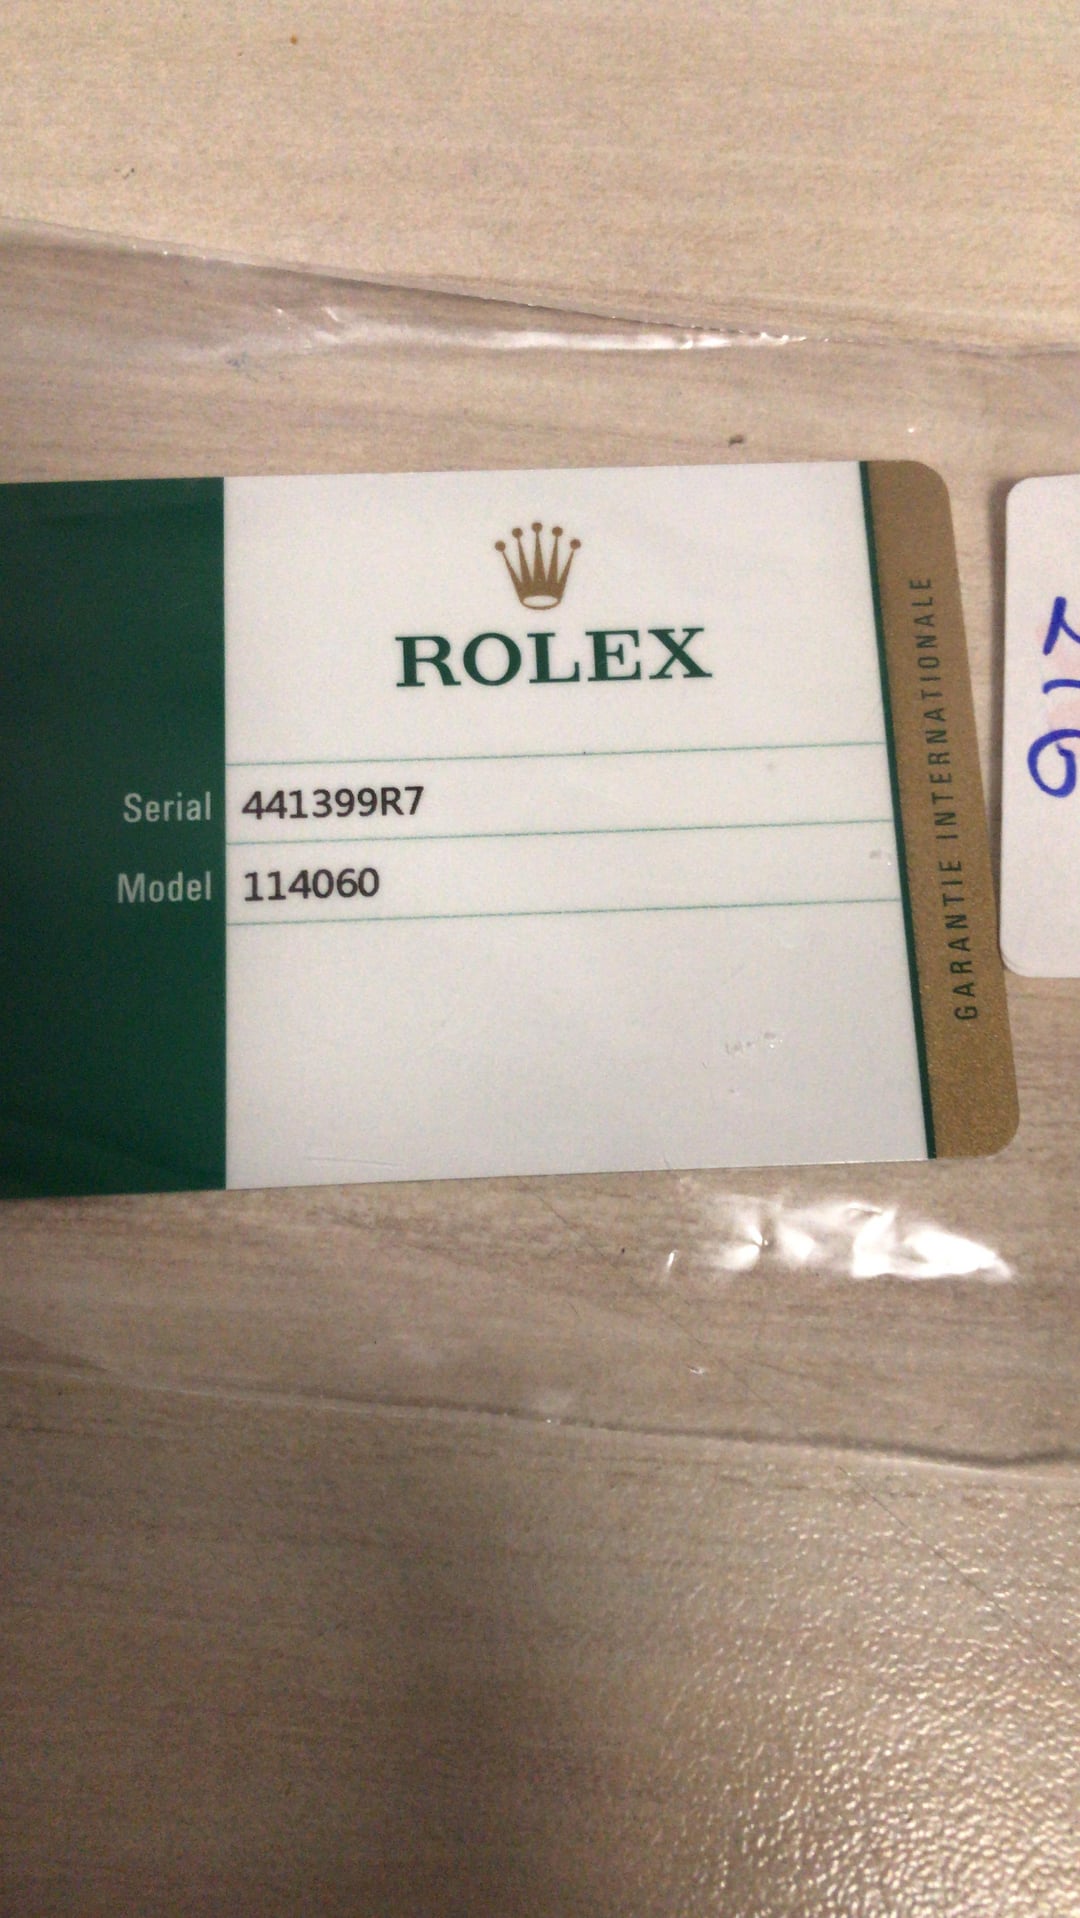 ROLEX
Serial 441399R7
Model 114060
GARANTIE INTERNATIONALE